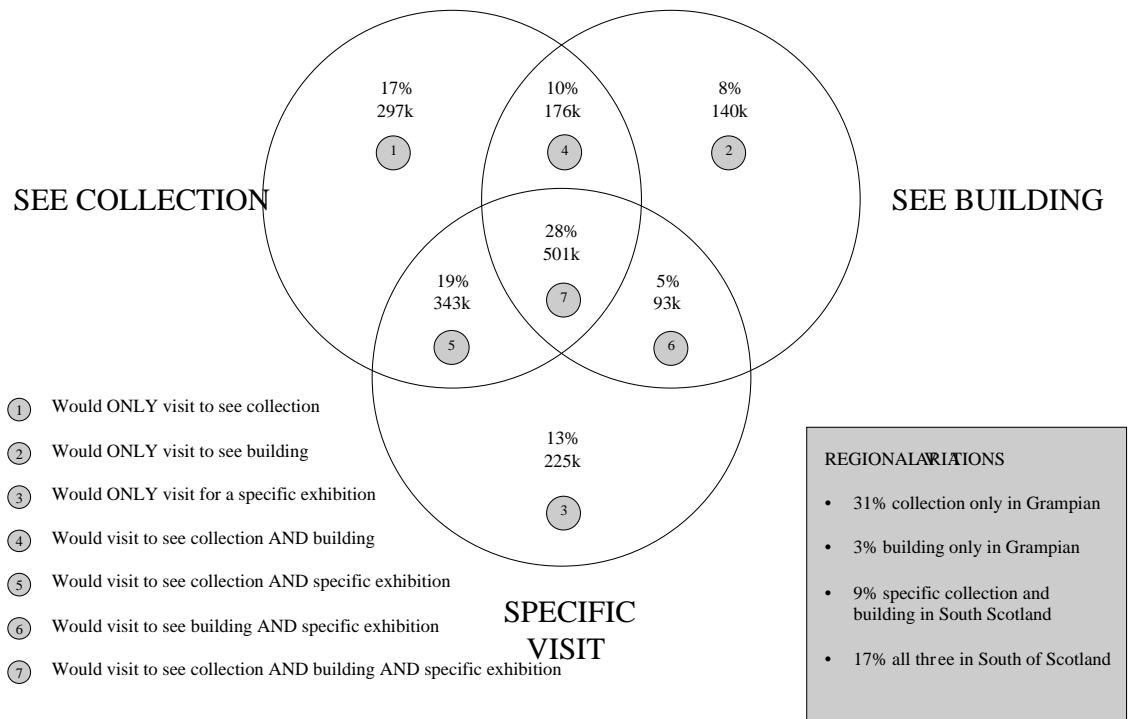 17%
297k
1
10%
176k
4
8%
140k
2
SEE COLLECTION
SEE BUILDING
28%
501k
7
19%
343k
5
5%
93k
6
13%
225k
3
SPECIFIC
VISIT
1 Would ONLY visit to see collection
2 Would ONLY visit to see building
3 Would ONLY visit for a specific exhibition
4 Would visit to see collection AND building
5 Would visit to see collection AND specific exhibition
6 Would visit to see building AND specific exhibition
7 Would visit to see collection AND building AND specific exhibition
REGIONAL
• 31% collection only in Grampian
• 3% building only in Grampian
• 9% specific collection and
building in South Scotland
• 17% all three in South of Scotland